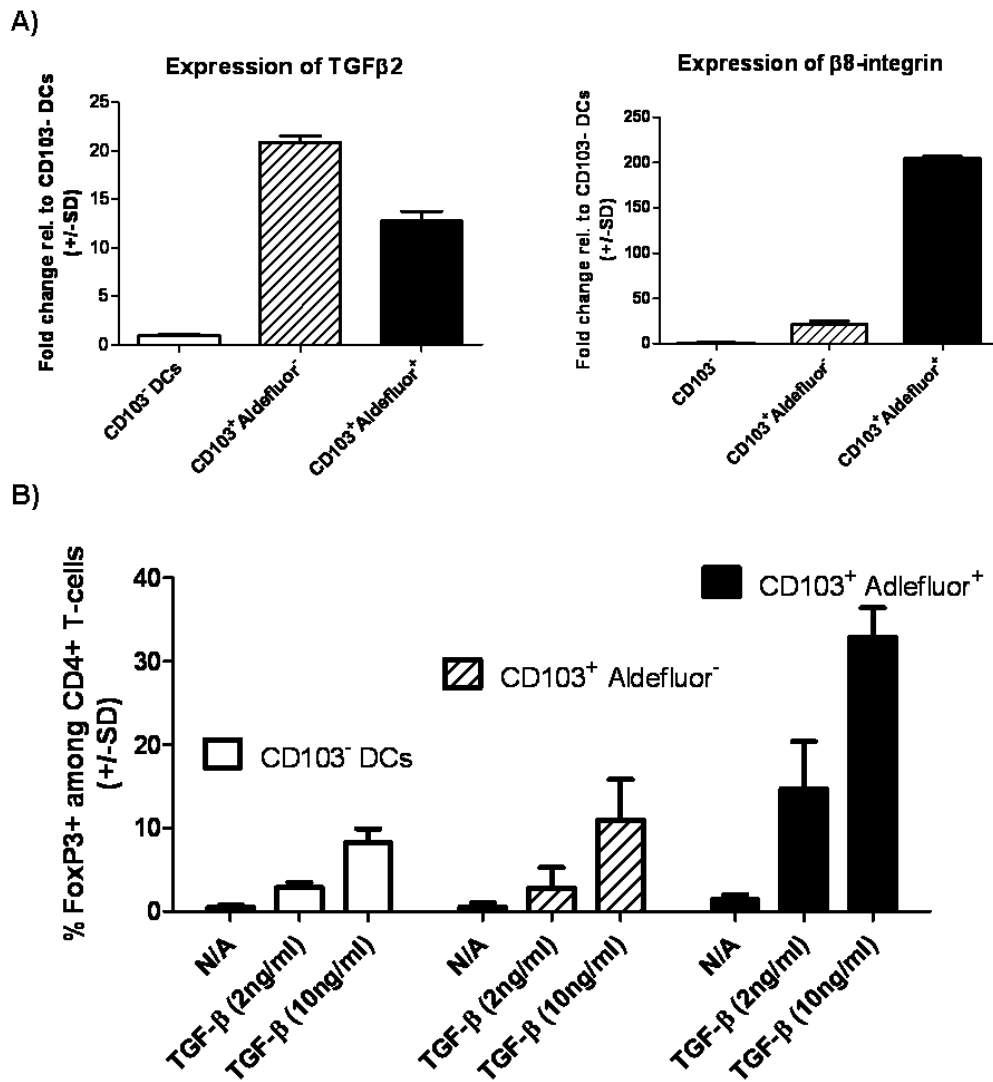 A)
Expression of TGFβ2
Fold change rel. to CD103- DCs
(+/-SD)
25
20
15
10
5
0
CD103⁻ DCs
CD103⁺Aldefluor⁻
CD103⁺Aldefluor⁺
Expression of β8-integrin
Fold change rel. to CD103- DCs
(+/-SD)
250
200
150
100
50
0
CD103⁻
CD103⁺Aldefluor⁻
CD103⁺Aldefluor⁺
B)
% FoxP3+ among CD4+ T-cells
(+/-SD)
40
30
20
10
0
CD103⁻ DCs
CD103⁺ Aldefluor⁻
CD103⁺ Adlefluor⁺
N/A
TGF-β (2ng/ml)
TGF-β (10ng/ml)
N/A
TGF-β (2ng/ml)
TGF-β (10ng/ml)
N/A
TGF-β (2ng/ml)
TGF-β (10ng/ml)